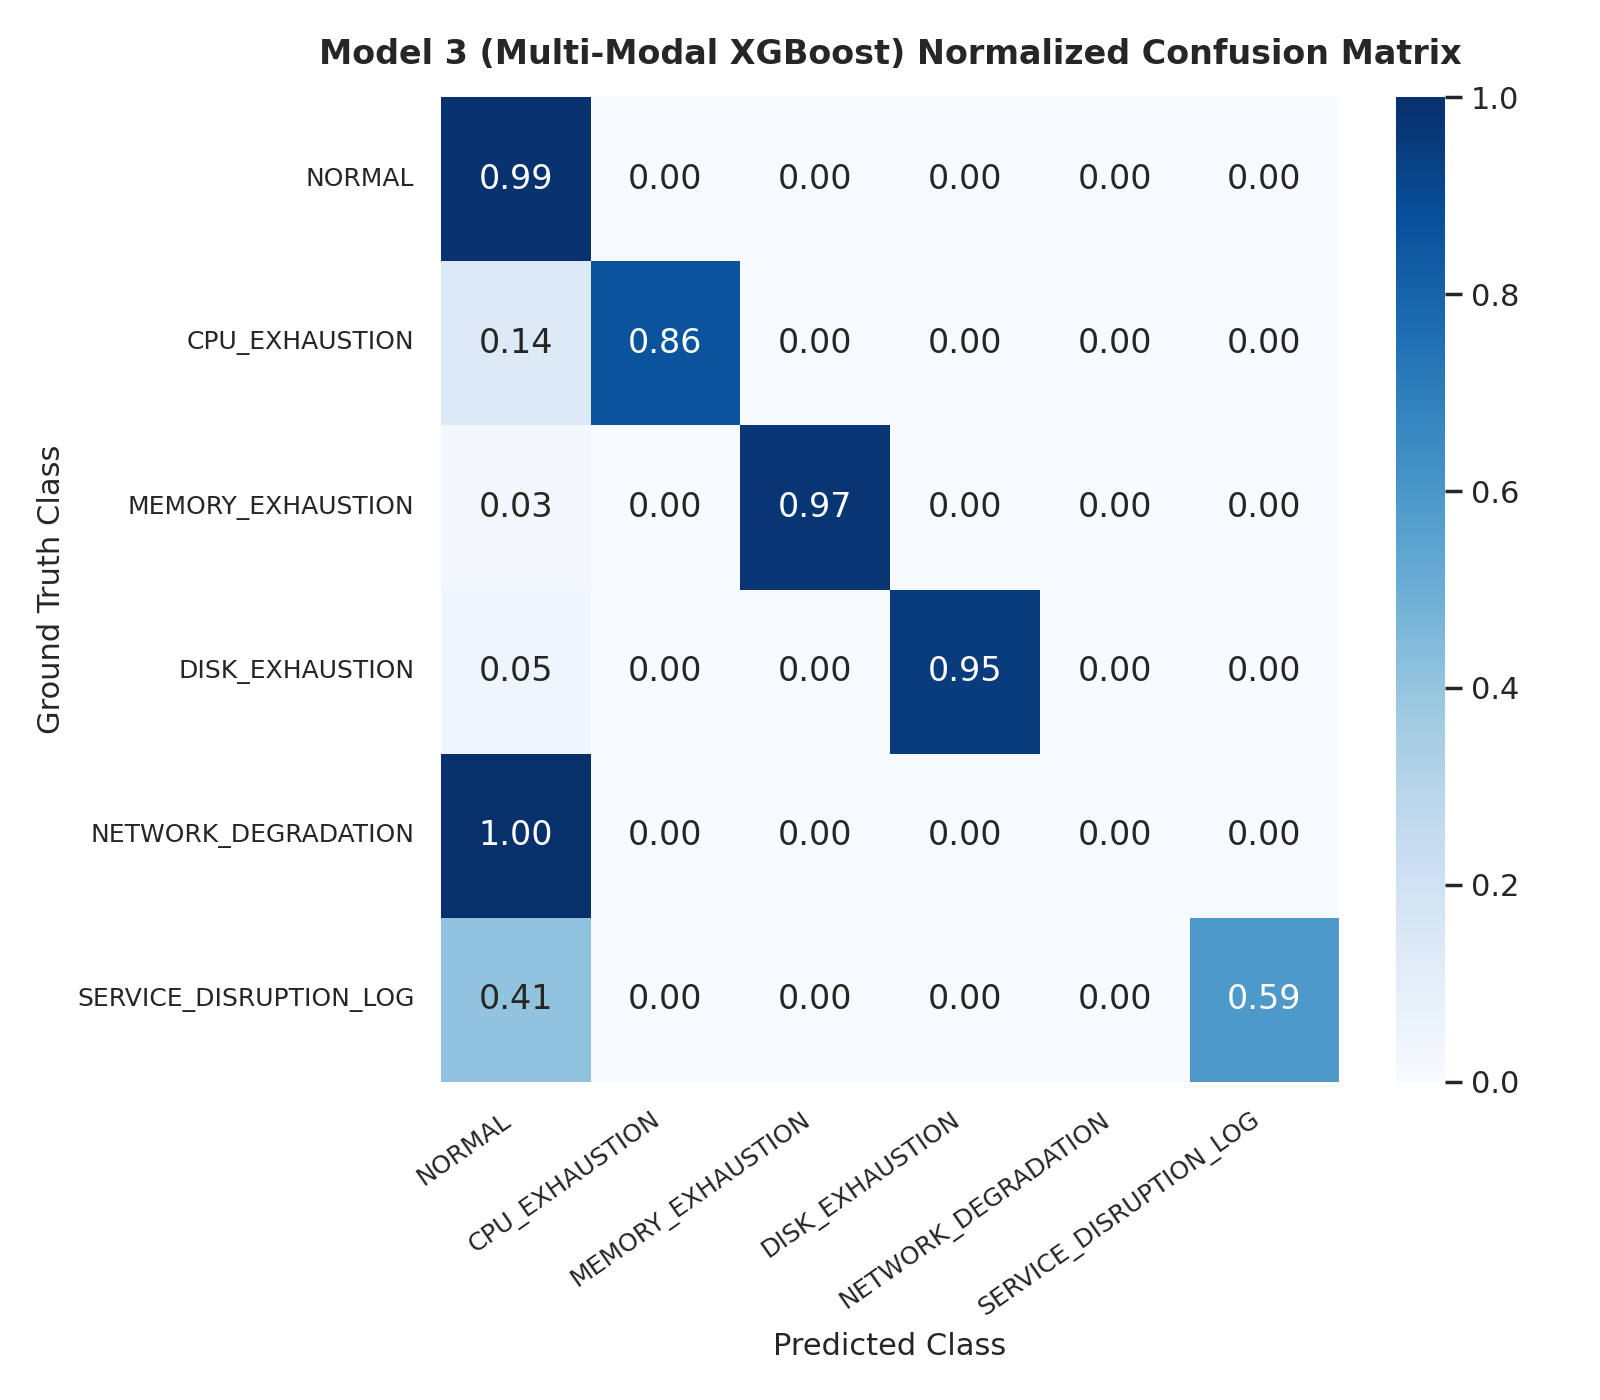 Model 3 (Multi-Modal XGBoost) Normalized Confusion Matrix
NORMAL 0.99 0.00 0.00 0.00 0.00 0.00
CPU_EXHAUSTION 0.14 0.86 0.00 0.00 0.00 0.00
MEMORY_EXHAUSTION 0.03 0.00 0.97 0.00 0.00 0.00
DISK_EXHAUSTION 0.05 0.00 0.00 0.95 0.00 0.00
NETWORK_DEGRADATION 1.00 0.00 0.00 0.00 0.00 0.00
SERVICE_DISRUPTION_LOG 0.41 0.00 0.00 0.00 0.00 0.59
Ground Truth Class
NORMAL
CPU_EXHAUSTION
MEMORY_EXHAUSTION
DISK_EXHAUSTION
NETWORK_DEGRADATION
SERVICE_DISRUPTION_LOG
Predicted Class
1.0
0.8
0.6
0.4
0.2
0.0